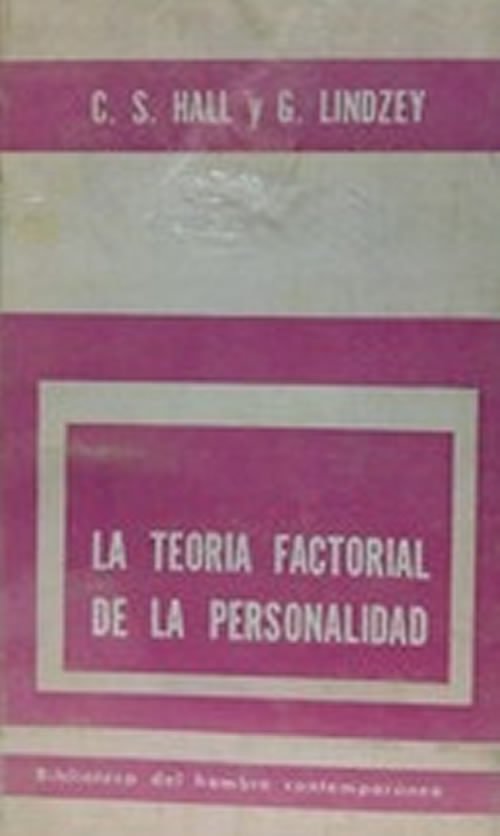 C. S. HALL y G. LINDZEY
LA TEORIA FACTORIAL
DE LA PERSONALIDAD
Biblioteca del hombre contemporáneo